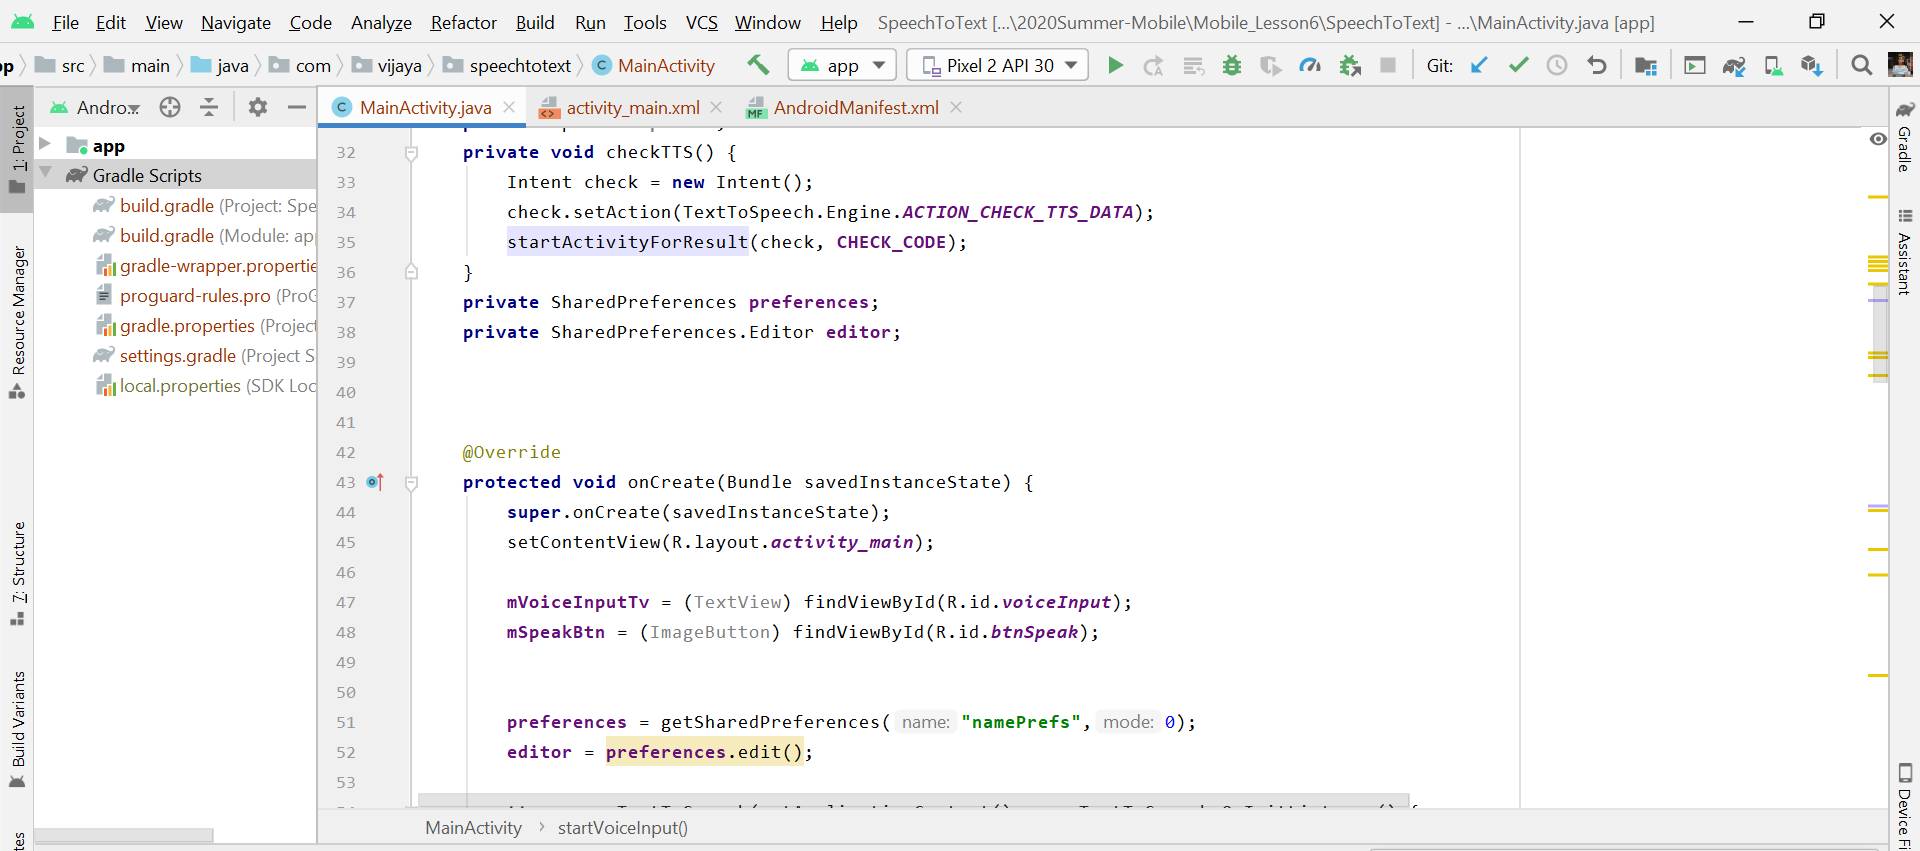 File Edit View Navigate Code Analyze Refactor Build Run Tools VCS Window Help SpeechToText [...\2020Summer-Mobile\Mobile_Lesson6\SpeechToText] - ...\MainActivity.java [app]
pp src main java com vijaya speechtotext C MainActivity app Pixel 2 API 30 Git:
Andro... C MainActivity.java activity_main.xml MF AndroidManifest.xml
1: Project
Resource Manager
7: Structure
Build Variants
app
Gradle Scripts
build.gradle (Project: Spe
build.gradle (Module: app
gradle-wrapper.propertie
proguard-rules.pro (ProG
gradle.properties (Project
settings.gradle (Project S
local.properties (SDK Loc
32 private void checkTTS() {
33 Intent check = new Intent();
34 check.setAction(TextToSpeech.Engine.ACTION_CHECK_TTS_DATA);
35 startActivityForResult(check, CHECK_CODE);
36 }
37 private SharedPreferences preferences;
38 private SharedPreferences.Editor editor;
39
40
41
42 @Override
43 protected void onCreate(Bundle savedInstanceState) {
44 super.onCreate(savedInstanceState);
45 setContentView(R.layout.activity_main);
46
47 mVoiceInputTv = (TextView) findViewById(R.id.voiceInput);
48 mSpeakBtn = (ImageButton) findViewById(R.id.btnSpeak);
49
50
51 preferences = getSharedPreferences( name: "namePrefs", mode: 0);
52 editor = preferences.edit();
53
MainActivity › startVoiceInput()
Gradle
Assistant
Device Fi